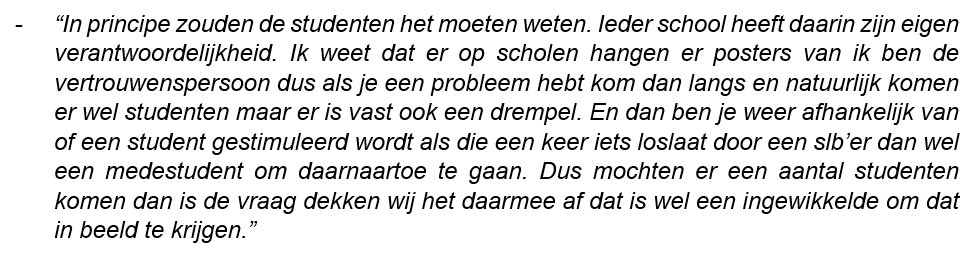 - “In principe zouden de studenten het moeten weten. Ieder school heeft daarin zijn eigen
verantwoordelijkheid. Ik weet dat er op scholen hangen er posters van ik ben de
vertrouwenspersoon dus als je een probleem hebt kom dan langs en natuurlijk komen
er wel studenten maar er is vast ook een drempel. En dan ben je weer afhankelijk van
of een student gestimuleerd wordt als die een keer iets loslaat door een slb’er dan wel
een medestudent om daarnaartoe te gaan. Dus mochten er een aantal studenten
komen dan is de vraag dekken wij het daarmee af dat is wel een ingewikkelde om dat
in beeld te krijgen.”